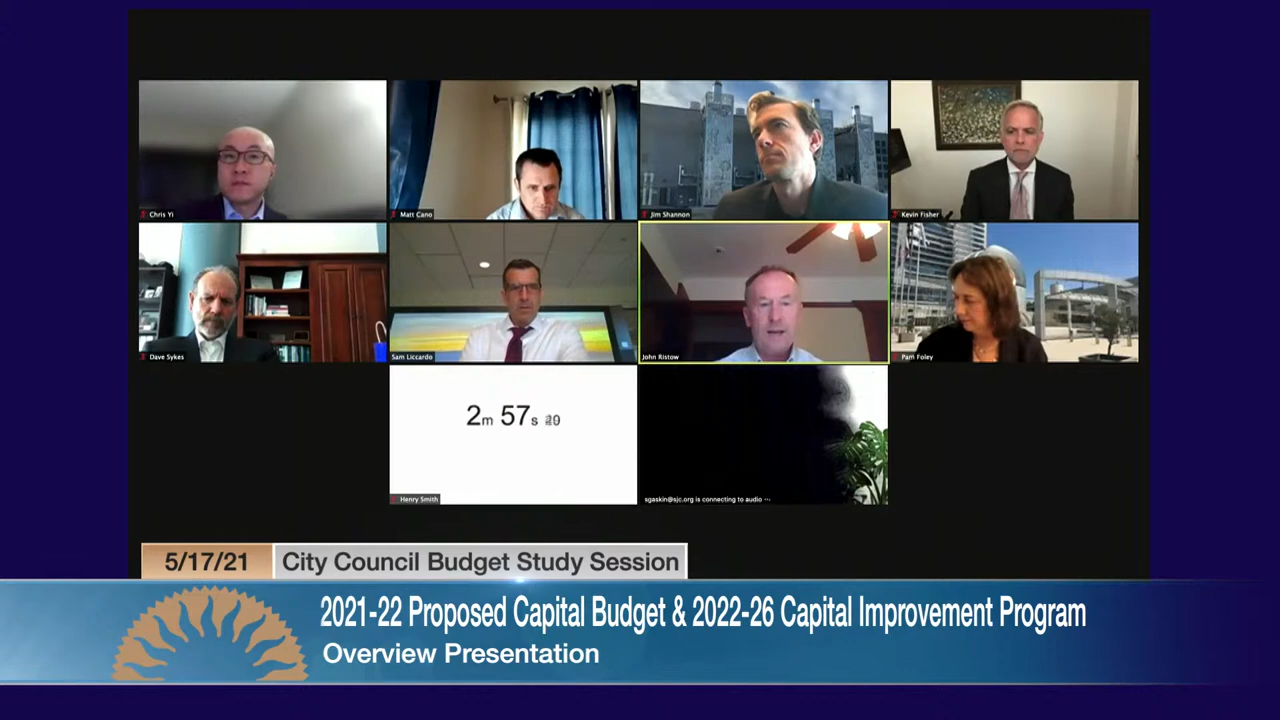 Chris Yi
Matt Cano
Jim Shannon
Kevin Fisher
Dave Sykes
Sam Liccardo
John Ristow
Pam Foley
2m 57s
Henry Smith
sgaskin@sjc.org is connecting to audio ...
5/17/21
City Council Budget Study Session
2021-22 Proposed Capital Budget & 2022-26 Capital Improvement Program
Overview Presentation